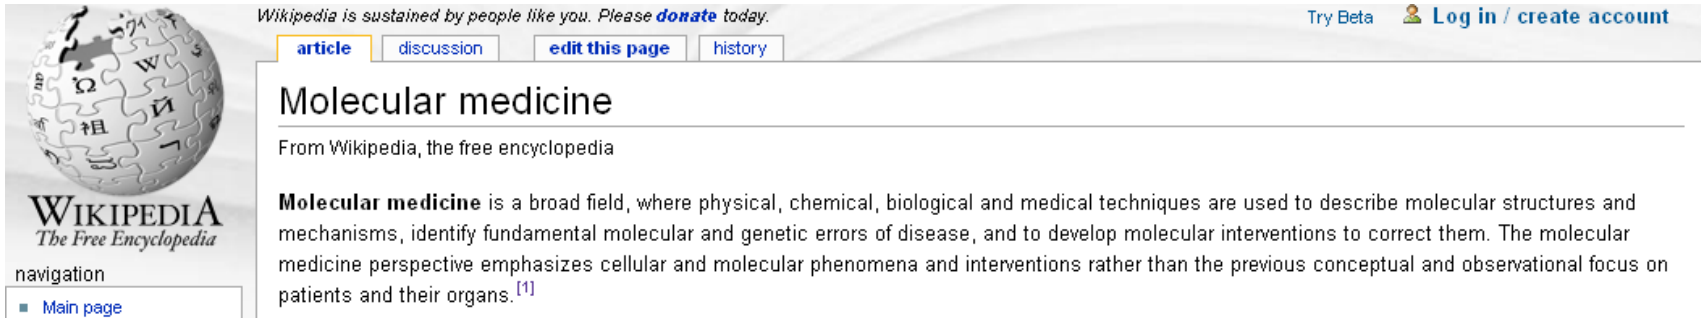 Wikipedia is sustained by people like you. Please donate today.
Try Beta Log in / create account
article discussion edit this page history
Molecular medicine
From Wikipedia, the free encyclopedia
Molecular medicine is a broad field, where physical, chemical, biological and medical techniques are used to describe molecular structures and
mechanisms, identify fundamental molecular and genetic errors of disease, and to develop molecular interventions to correct them. The molecular
medicine perspective emphasizes cellular and molecular phenomena and interventions rather than the previous conceptual and observational focus on
patients and their organs.[1]
Ω W И 祖
WIKIPEDIA
The Free Encyclopedia
navigation
Main page